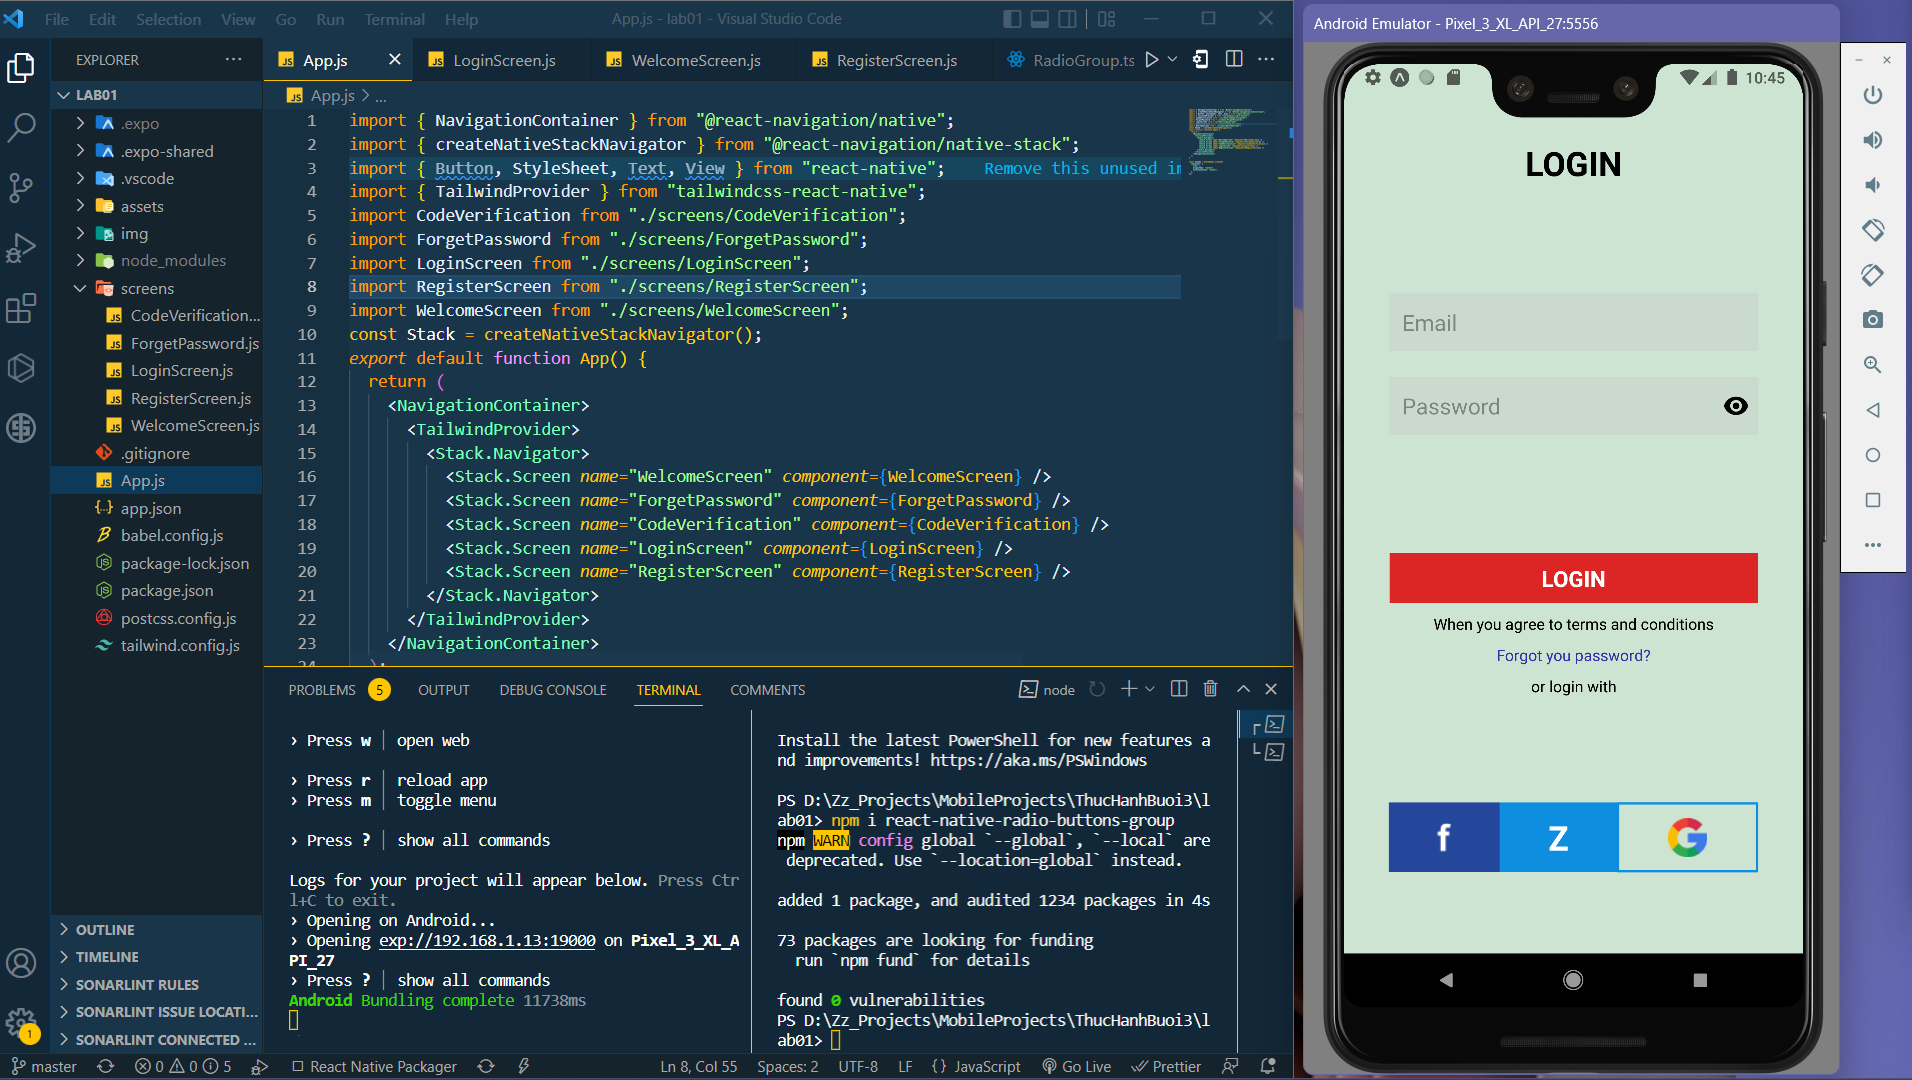 File Edit Selection View Go Run Terminal Help
App.js - lab01 - Visual Studio Code
EXPLORER
LAB01
.expo
.expo-shared
.vscode
assets
img
node_modules
screens
CodeVerification...
ForgetPassword.js
LoginScreen.js
RegisterScreen.js
WelcomeScreen.js
.gitignore
App.js
app.json
babel.config.js
package-lock.json
package.json
postcss.config.js
tailwind.config.js
OUTLINE
TIMELINE
SONARLINT RULES
SONARLINT ISSUE LOCATI...
SONARLINT CONNECTED ...
App.js LoginScreen.js WelcomeScreen.js RegisterScreen.js RadioGroup.ts
App.js > ...
1 import { NavigationContainer } from "@react-navigation/native";
2 import { createNativeStackNavigator } from "@react-navigation/native-stack";
3 import { Button, StyleSheet, Text, View } from "react-native"; Remove this unused im
4 import { TailwindProvider } from "tailwindcss-react-native";
5 import CodeVerification from "./screens/CodeVerification";
6 import ForgetPassword from "./screens/ForgetPassword";
7 import LoginScreen from "./screens/LoginScreen";
8 import RegisterScreen from "./screens/RegisterScreen";
9 import WelcomeScreen from "./screens/WelcomeScreen";
10 const Stack = createNativeStackNavigator();
11 export default function App() {
12 return (
13 <NavigationContainer>
14 <TailwindProvider>
15 <Stack.Navigator>
16 <Stack.Screen name="WelcomeScreen" component={WelcomeScreen} />
17 <Stack.Screen name="ForgetPassword" component={ForgetPassword} />
18 <Stack.Screen name="CodeVerification" component={CodeVerification} />
19 <Stack.Screen name="LoginScreen" component={LoginScreen} />
20 <Stack.Screen name="RegisterScreen" component={RegisterScreen} />
21 </Stack.Navigator>
22 </TailwindProvider>
23 </NavigationContainer>
24 );
PROBLEMS 5 OUTPUT DEBUG CONSOLE TERMINAL COMMENTS
node
› Press w │ open web
› Press r │ reload app
› Press m │ toggle menu
› Press ? │ show all commands
Logs for your project will appear below. Press Ctr
l+C to exit.
› Opening on Android...
› Opening exp://192.168.1.13:19000 on Pixel_3_XL_A
PI_27
› Press ? │ show all commands
Android Bundling complete 11738ms
Install the latest PowerShell for new features a
nd improvements! https://aka.ms/PSWindows
PS D:\Zz_Projects\MobileProjects\ThucHanhBuoi3\l
ab01> npm i react-native-radio-buttons-group
npm WARN config global `--global`, `--local` are
deprecated. Use `--location=global` instead.
added 1 package, and audited 1234 packages in 4s
73 packages are looking for funding
run `npm fund` for details
found 0 vulnerabilities
PS D:\Zz_Projects\MobileProjects\ThucHanhBuoi3\l
ab01>
1
master 0 0 5 React Native Packager Ln 8, Col 55 Spaces: 2 UTF-8 LF {} JavaScript Go Live Prettier
Android Emulator - Pixel_3_XL_API_27:5556
10:45
LOGIN
Email
Password
LOGIN
When you agree to terms and conditions
Forgot you password?
or login with
f Z G